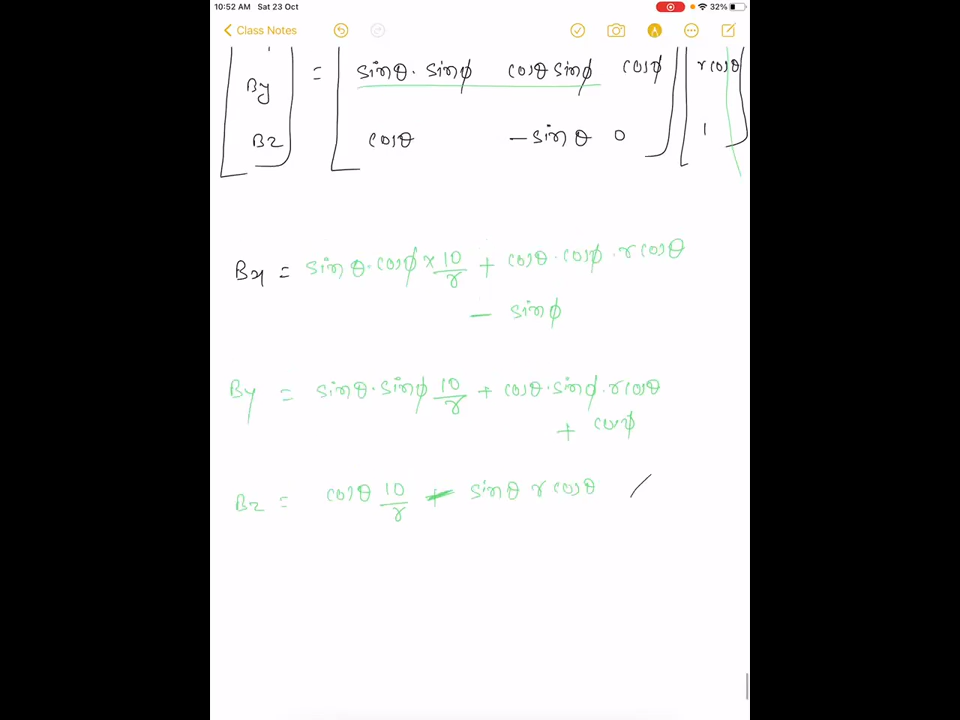 10:52 AM Sat 23 Oct 32%
Class Notes
By = sinθ. sinϕ cosθ sinϕ cosϕ r cosθ
Bz cosθ - sinθ 0 1
Bx = sinθ.cosϕ × 10/r + cosθ.cosϕ.r cosθ
- sinϕ
By = sinθ.sinϕ 10/r + cosθ.sinϕ.r cosθ
+ cosϕ
Bz = cosθ 10/r - sinθ r cosθ